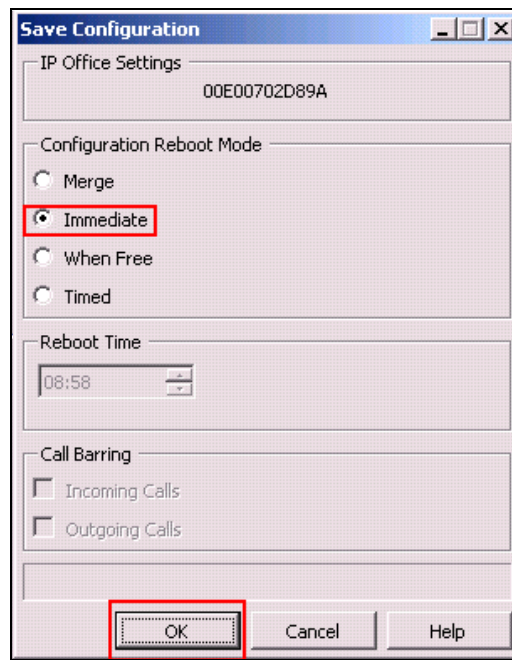 Save Configuration
IP Office Settings
00E00702D89A
Configuration Reboot Mode
Merge
Immediate
When Free
Timed
Reboot Time
08:58
Call Barring
Incoming Calls
Outgoing Calls
OK Cancel Help